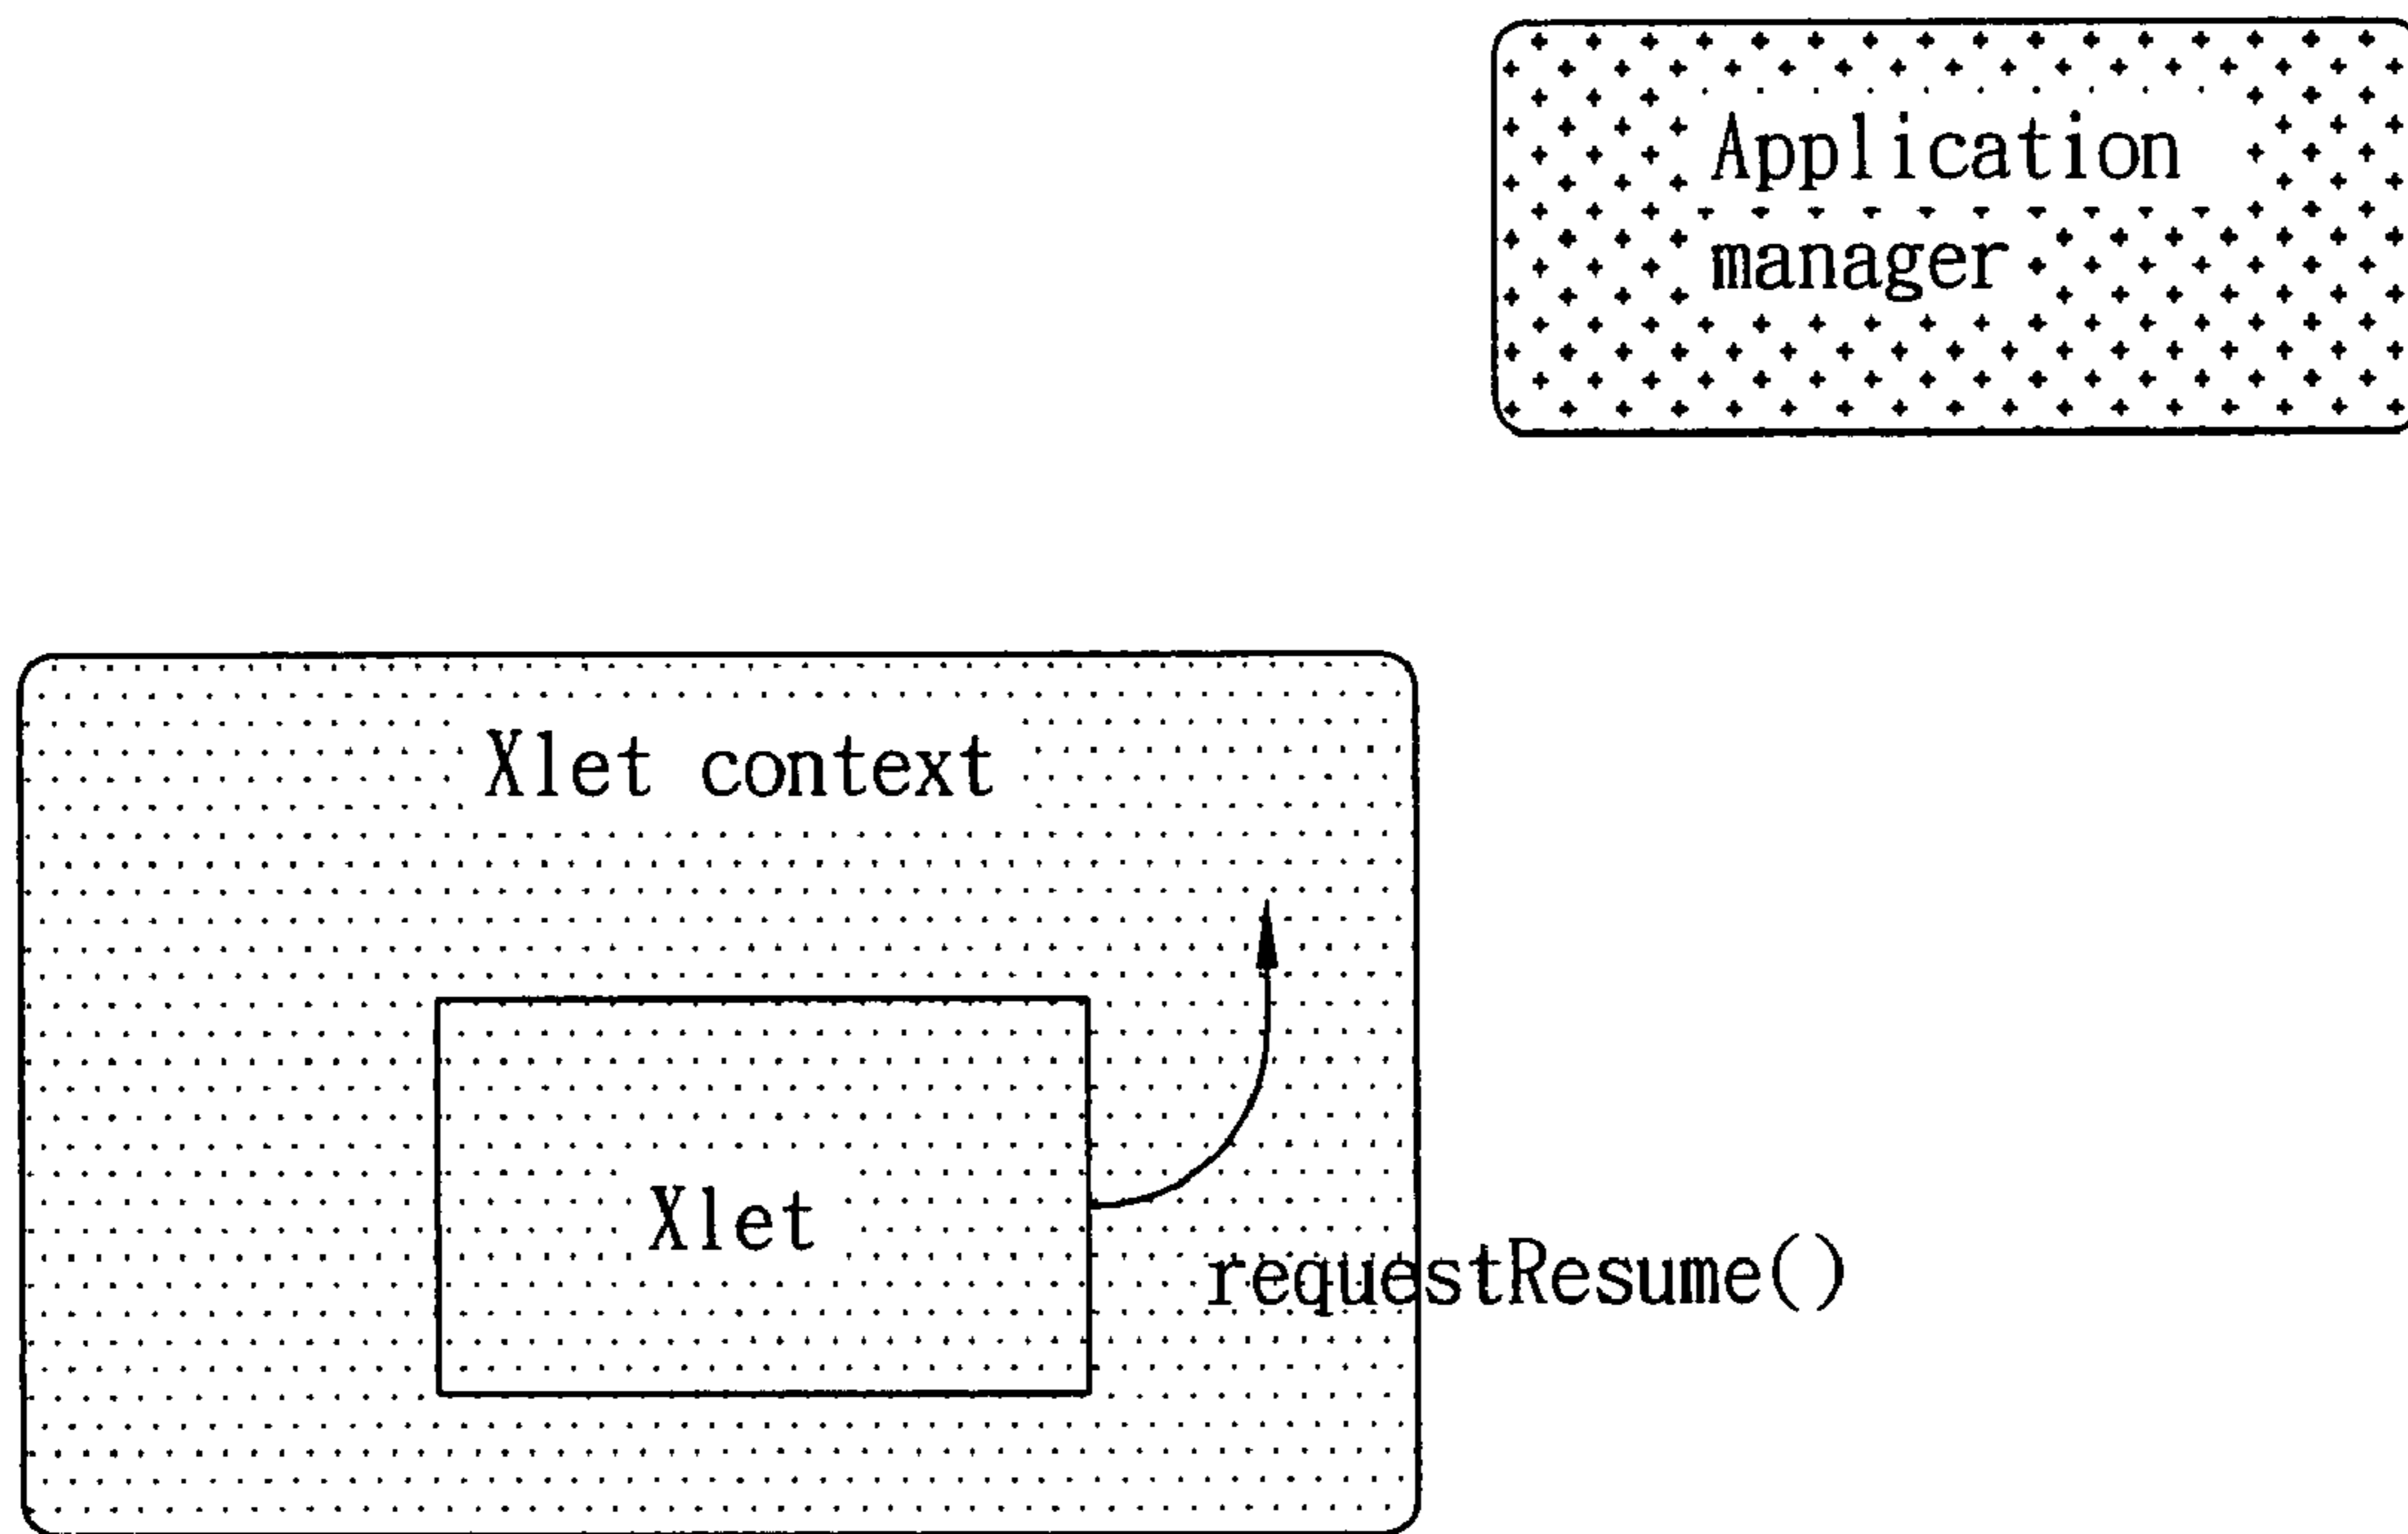 Application
manager
Xlet context
Xlet
requestResume()